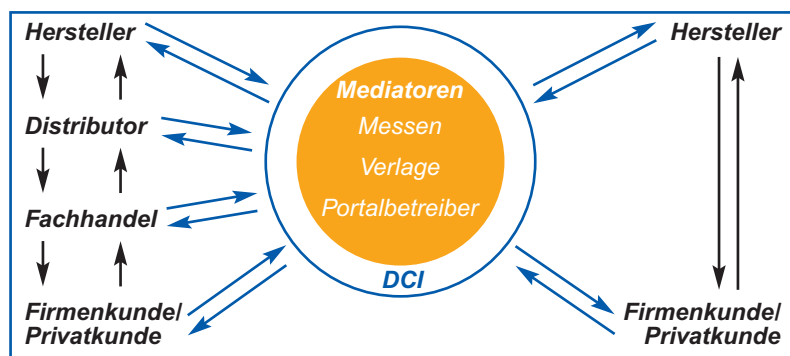 Hersteller
Distributor
Fachhandel
Firmenkunde/
Privatkunde
Mediatoren
Messen
Verlage
Portalbetreiber
DCI
Hersteller
Firmenkunde/
Privatkunde